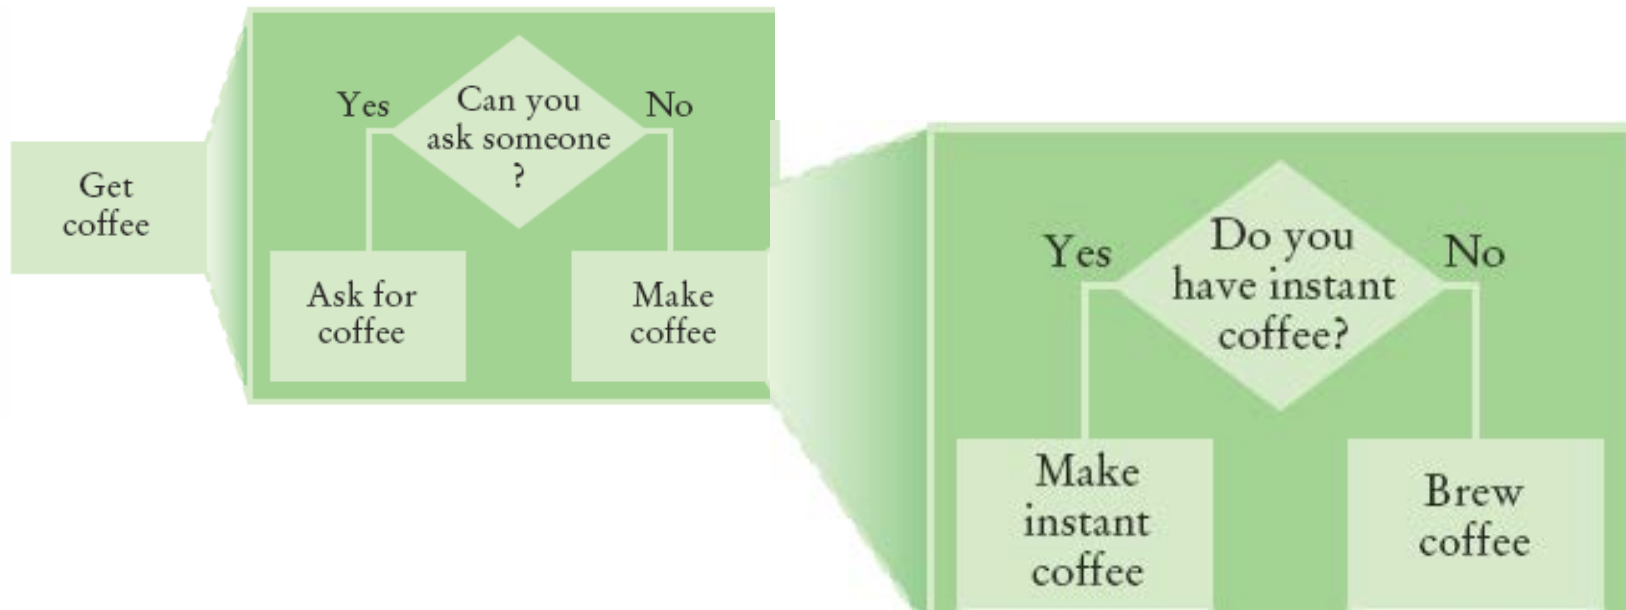 Get
coffee
Yes
Can you
ask someone
?
No
Ask for
coffee
Make
coffee
Yes
Do you
have instant
coffee?
No
Make
instant
coffee
Brew
coffee